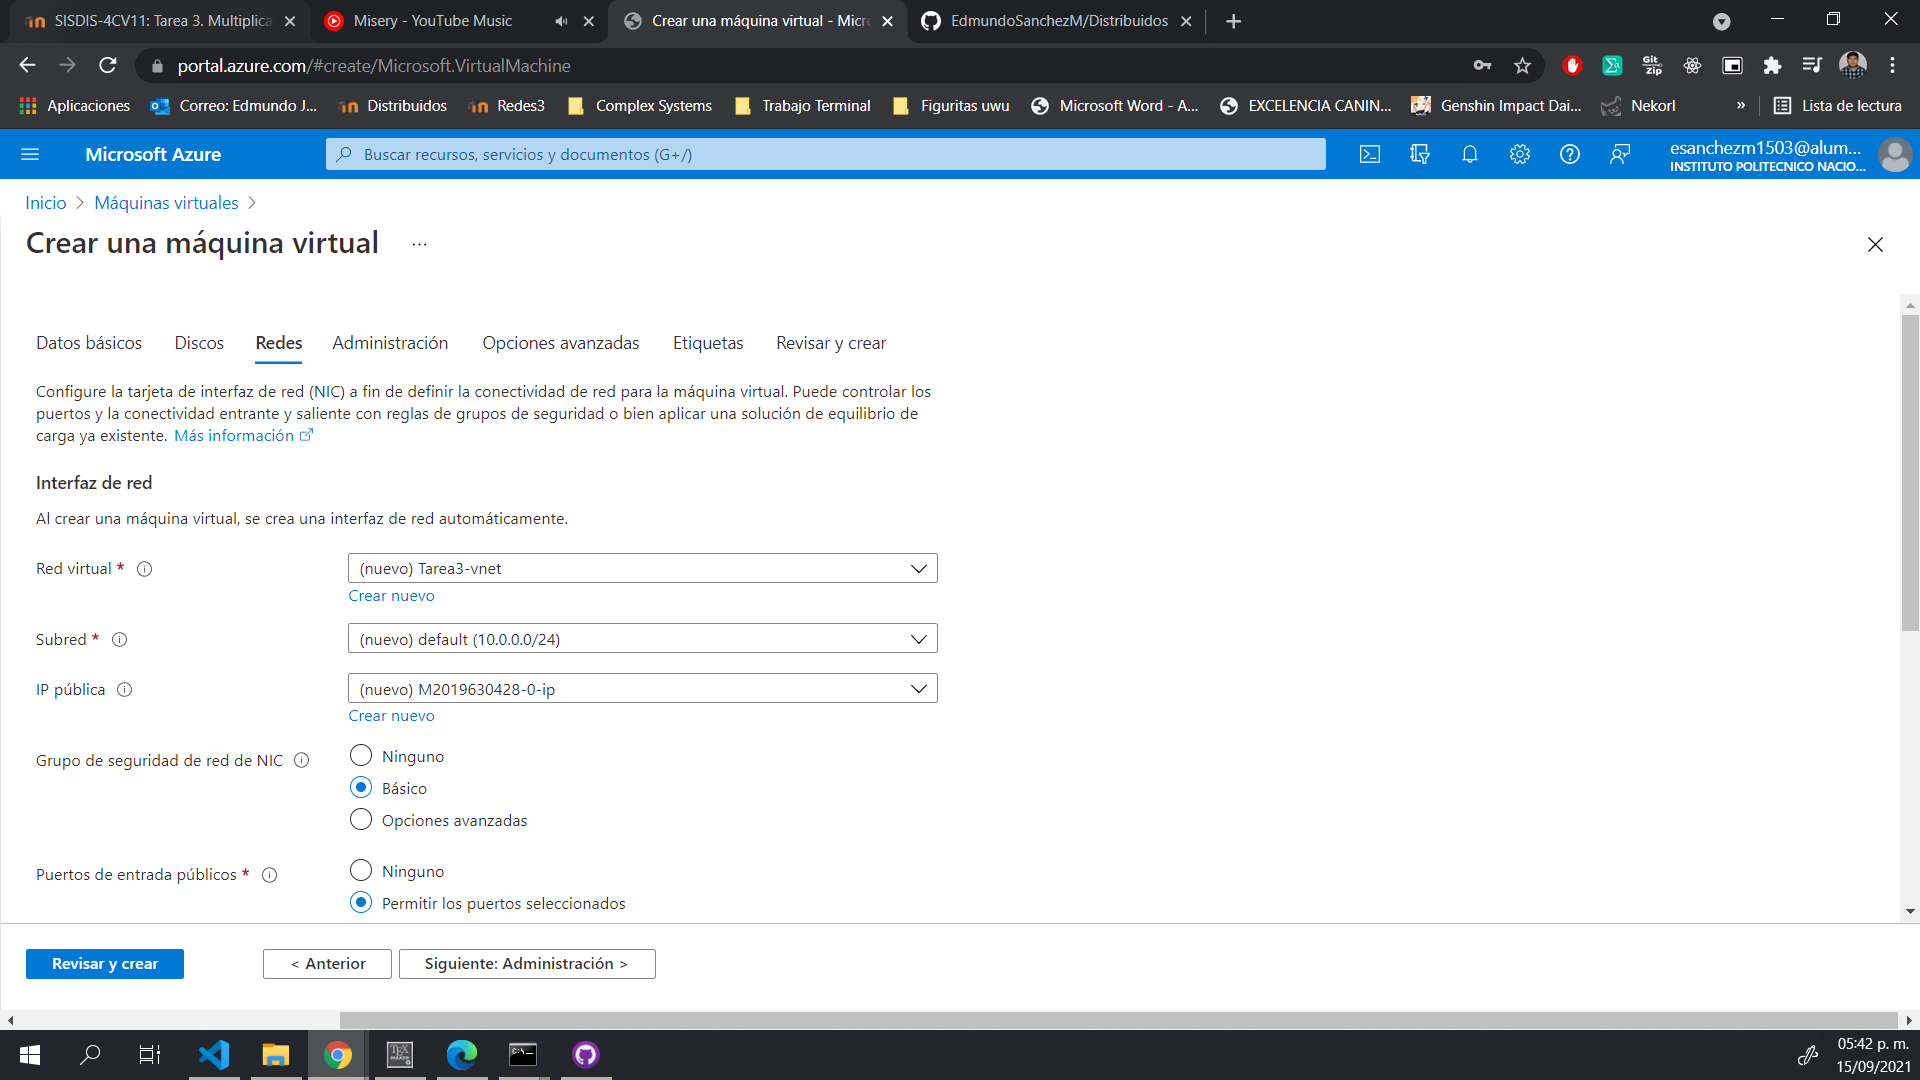 SISDIS-4CV11: Tarea 3. Multiplica
Misery - YouTube Music
Crear una máquina virtual - Micr
EdmundoSanchezM/Distribuidos
portal.azure.com/#create/Microsoft.VirtualMachine
Aplicaciones
Correo: Edmundo J...
Distribuidos
Redes3
Complex Systems
Trabajo Terminal
Figuritas uwu
Microsoft Word - A...
EXCELENCIA CANIN...
Genshin Impact Dai...
Nekorl
»
Lista de lectura
Microsoft Azure
Buscar recursos, servicios y documentos (G+/)
esanchezm1503@alum...
INSTITUTO POLITECNICO NACIO...
Inicio > Máquinas virtuales >
Crear una máquina virtual ...
Datos básicos
Discos
Redes
Administración
Opciones avanzadas
Etiquetas
Revisar y crear
Configure la tarjeta de interfaz de red (NIC) a fin de definir la conectividad de red para la máquina virtual. Puede controlar los
puertos y la conectividad entrante y saliente con reglas de grupos de seguridad o bien aplicar una solución de equilibrio de
carga ya existente. Más información
Interfaz de red
Al crear una máquina virtual, se crea una interfaz de red automáticamente.
Red virtual *
(nuevo) Tarea3-vnet
Crear nuevo
Subred *
(nuevo) default (10.0.0.0/24)
IP pública
(nuevo) M2019630428-0-ip
Crear nuevo
Grupo de seguridad de red de NIC
Ninguno
Básico
Opciones avanzadas
Puertos de entrada públicos *
Ninguno
Permitir los puertos seleccionados
Revisar y crear
< Anterior
Siguiente: Administración >
05:42 p. m.
15/09/2021